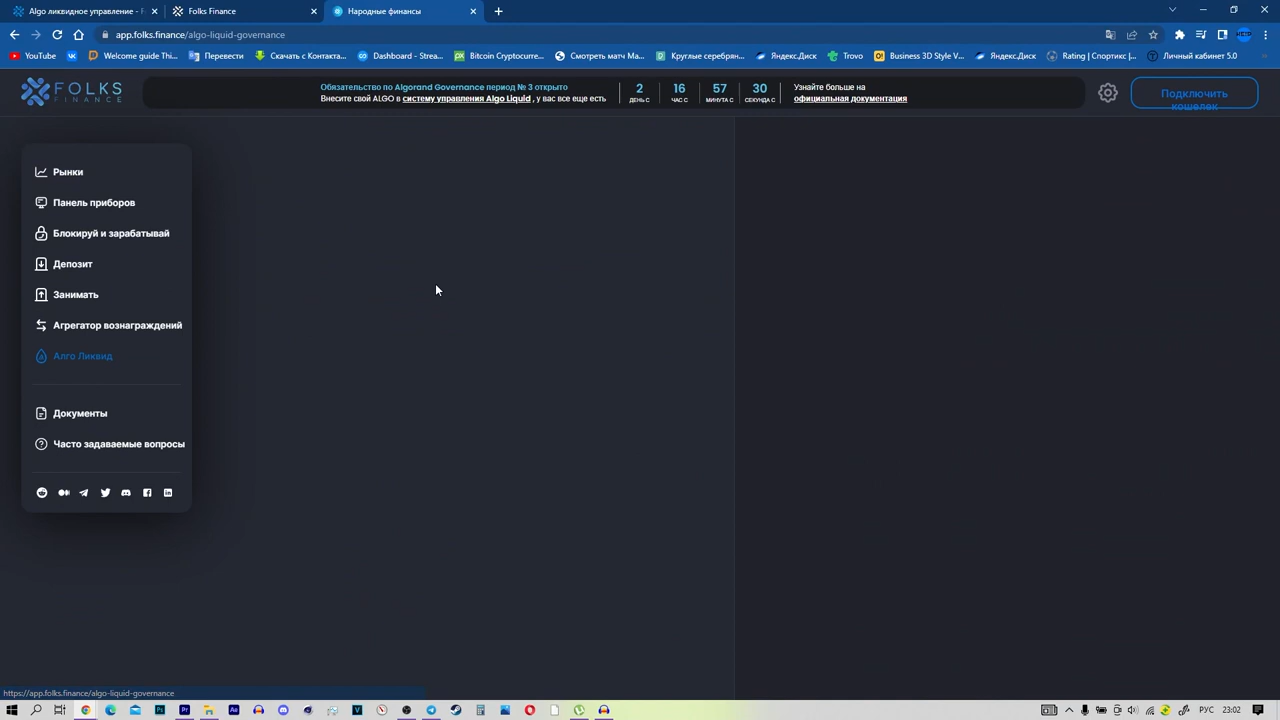 Algo ликвидное управление - F
Folks Finance
Народные финансы
app.folks.finance/algo-liquid-governance
YouTube
DW
Welcome guide Thi...
Перевести
Скачать с Контакта...
Dashboard - Strea...
Bitcoin Cryptocurre...
Смотреть матч Ma...
Круглые серебрян...
Яндекс.Диск
Trovo
Business 3D Style V...
Яндекс.Диск
Rating | Спортикс |...
Личный кабинет 5.0
FOLKS
FINANCE
Обязательство по Algorand Governance период № 3 открыто
Внесите свой ALGO в систему управления Algo Liquid , у вас все еще есть
2
ДЕНЬ С
16
ЧАС С
57
МИНУТА С
30
СЕКУНДА С
Узнайте больше на
официальная документация
Подключить
кошелек
Рынки
Панель приборов
Блокируй и зарабатывай
Депозит
Занимать
Агрегатор вознаграждений
Алго Ликвид
Документы
Часто задаваемые вопросы
https://app.folks.finance/algo-liquid-governance
РУС
23:02